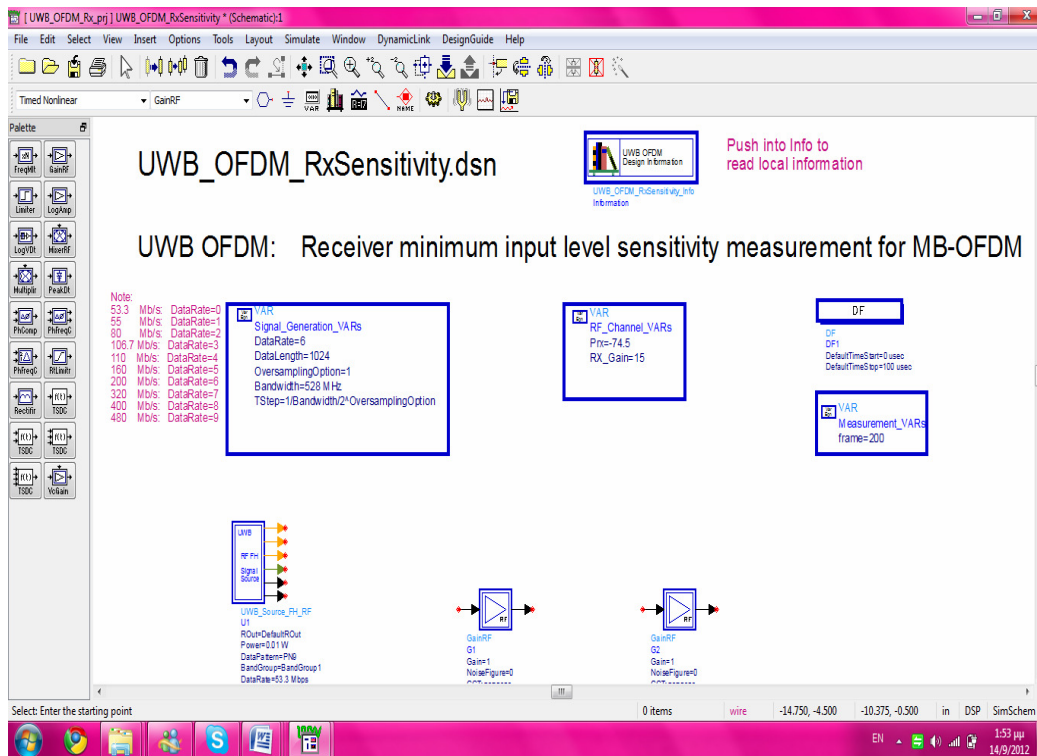 [ UWB_OFDM_Rx_prj ] UWB_OFDM_RxSensitivity * (Schematic):1
File Edit Select View Insert Options Tools Layout Simulate Window DynamicLink DesignGuide Help
VAR
NAME
Timed Nonlinear GainRF
Palette
FreqMlt GainRF
Limiter LogAmp
LogVDt MixerRF
Multiplir PeakDt
PhComp PhFreqC
PhFreqC RtLimitr
Rectifir TSDC
TSDC TSDC
TSDC VcGain
UWB_OFDM_RxSensitivity.dsn
UWB OFDM
Design Information
UWB_OFDM_RxSensitivity_Info
Information
Push into Info to
read local information
UWB OFDM: Receiver minimum input level sensitivity measurement for MB-OFDM
Note:
53.3 Mb/s: DataRate=0
55 Mb/s: DataRate=1
80 Mb/s: DataRate=2
106.7 Mb/s: DataRate=3
110 Mb/s: DataRate=4
160 Mb/s: DataRate=5
200 Mb/s: DataRate=6
320 Mb/s: DataRate=7
400 Mb/s: DataRate=8
480 Mb/s: DataRate=9
VAR
Signal_Generation_VARs
DataRate=6
DataLength=1024
OversamplingOption=1
Bandwidth=528 MHz
TStep=1/Bandwidth/2^OversamplingOption
VAR
RF_Channel_VARs
Prx=-74.5
RX_Gain=15
DF
DF
DF1
DefaultTimeStart=0 usec
DefaultTimeStop=100 usec
VAR
Measurement_VARs
frame=200
UWB
RF FH
Signal
Source
UWB_Source_FH_RF
U1
ROut=DefaultROut
Power=0.01 W
DataPattern=PN9
BandGroup=BandGroup1
DataRate=53.3 Mbps
RF
GainRF
G1
Gain=1
NoiseFigure=0
RF
GainRF
G2
Gain=1
NoiseFigure=0
Select: Enter the starting point
0 items wire -14.750, -4.500 -10.375, -0.500 in DSP SimSchem
EN
1:53 μμ
14/9/2012